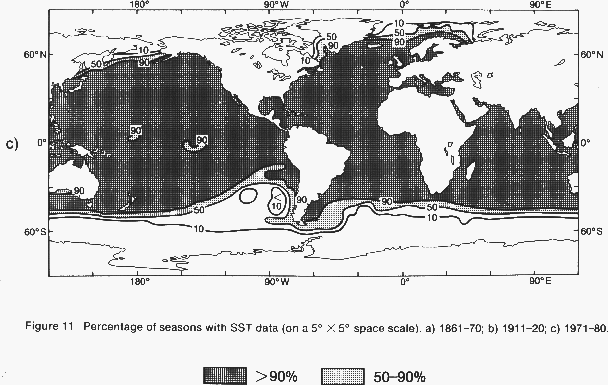 180° 90°W 0° 90°E
10
50
90
50 90
10
10
50
90
60°N 60°N
90 90
c) 0° 0°
90 90 90
50 < 10 50
10 10
60°S 60°S
180° 90°W 0° 90°E
Figure 11 Percentage of seasons with SST data (on a 5° × 5° space scale). a) 1861–70; b) 1911–20; c) 1971–80.
>90% 50–90%